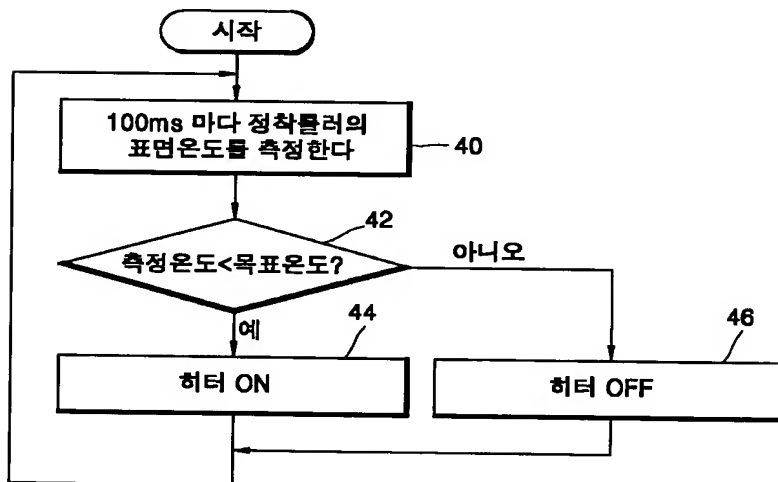 시작
100ms 마다 정착롤러의
표면온도를 측정한다
40
42
측정온도<목표온도?
아니오
예
44
46
히터 ON
히터 OFF